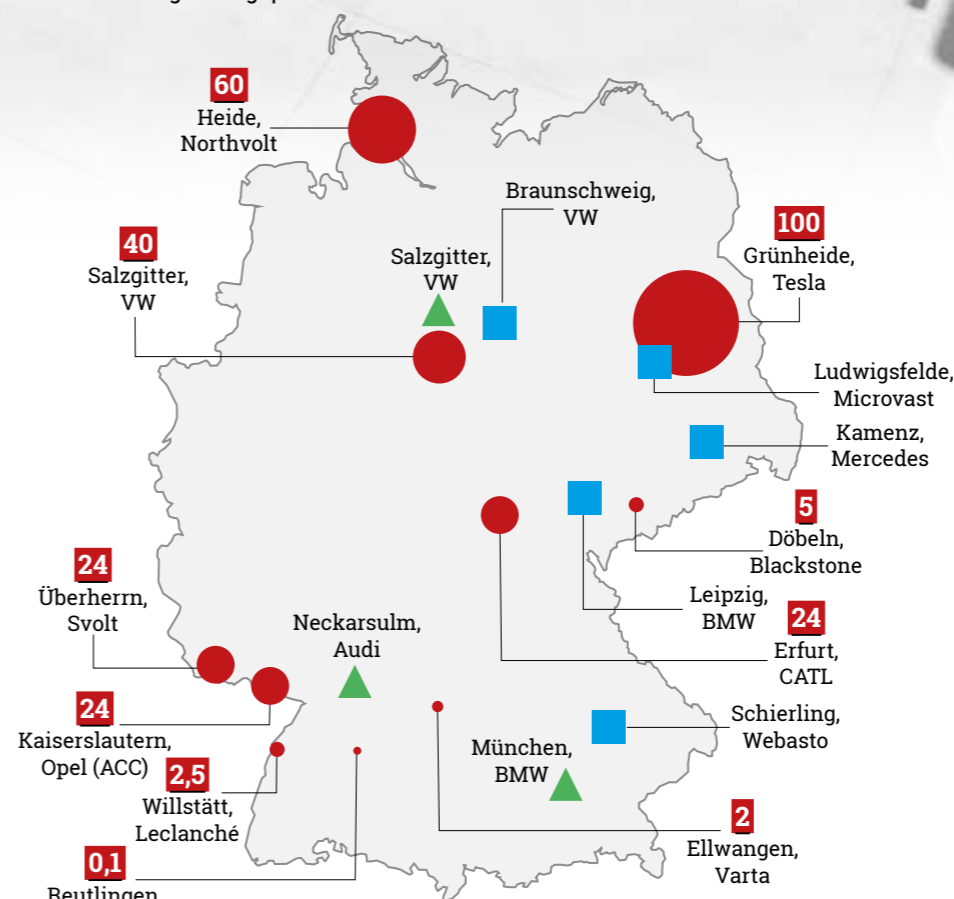 60
Heide,
Northvolt
Braunschweig,
VW
40
Salzgitter,
VW
Salzgitter,
VW
100
Grünheide,
Tesla
Ludwigsfelde,
Microvast
Kamenz,
Mercedes
5
Döbeln,
Blackstone
24
Überherrn,
Svolt
Neckarsulm,
Audi
Leipzig,
BMW
24
Erfurt,
CATL
24
Kaiserslautern,
Opel (ACC)
Schierling,
Webasto
München,
BMW
2,5
Willstätt,
Leclanché
2
Ellwangen,
Varta
0,1
Reutlingen